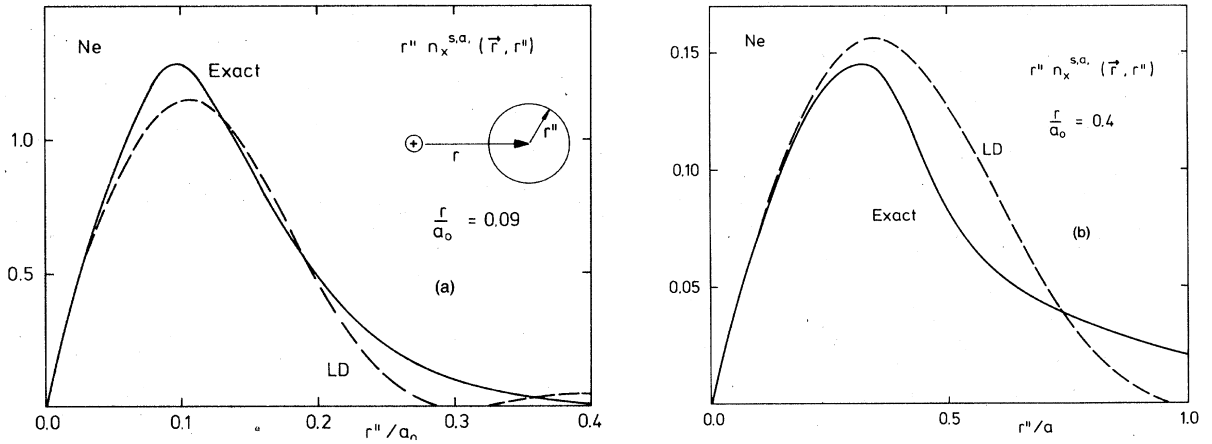 Ne
r" n_x^{s,a.} (r⃗, r")
Exact
1.0
⊕
r
r"
r/a₀ = 0.09
0.5
(a)
LD
0.0 0.1 0.2 0.3 0.4
r"/a₀
0.15
Ne
r" n_x^{s,a.} (r⃗, r")
r/a₀ = 0.4
0.10
LD
Exact
(b)
0.05
0.0 0.5 1.0
r"/a